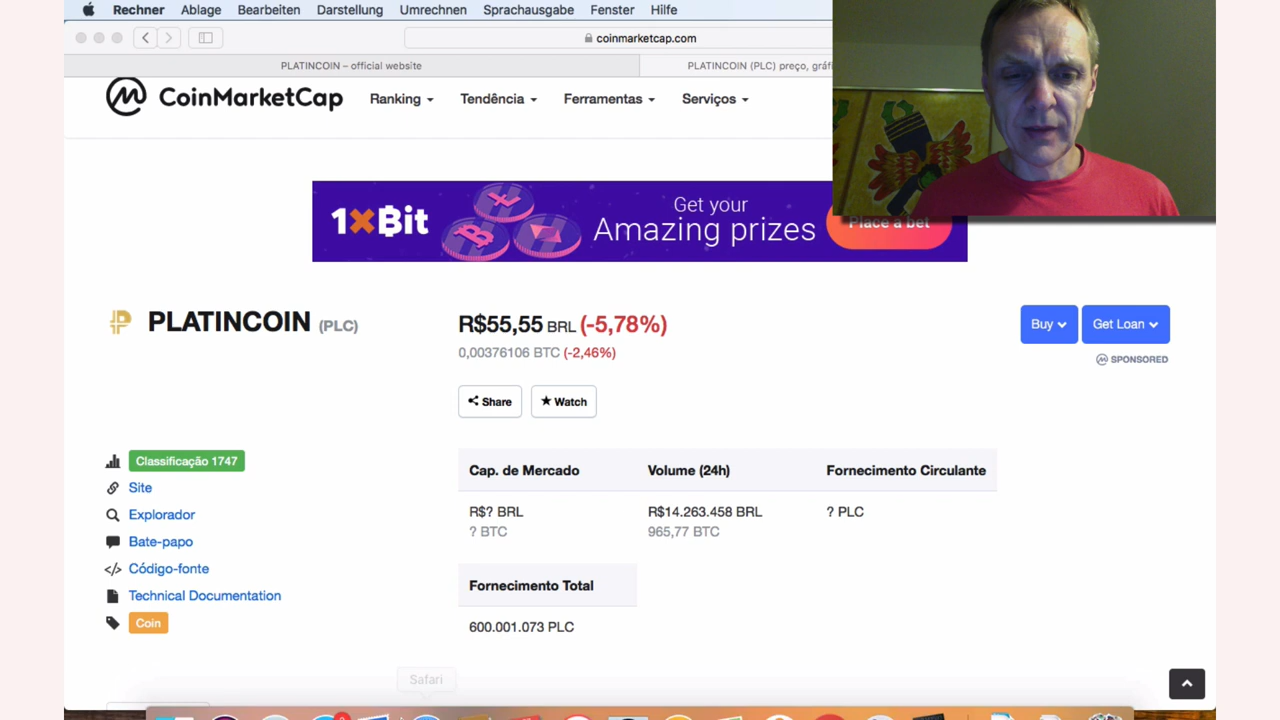 Rechner Ablage Bearbeiten Darstellung Umrechnen Sprachausgabe Fenster Hilfe
coinmarketcap.com
PLATINCOIN – official website
PLATINCOIN (PLC) preço, gráfi
CoinMarketCap Ranking Tendência Ferramentas Serviços
1XBit
Get your
Amazing prizes
Place a bet
PLATINCOIN (PLC)
R$55,55 BRL (-5,78%)
0,00376106 BTC (-2,46%)
Buy
Get Loan
SPONSORED
Share
Watch
Classificação 1747
Site
Explorador
Bate-papo
Código-fonte
Technical Documentation
Coin
Cap. de Mercado Volume (24h) Fornecimento Circulante
R$? BRL R$14.263.458 BRL ? PLC
? BTC 965,77 BTC
Fornecimento Total
600.001.073 PLC
Safari